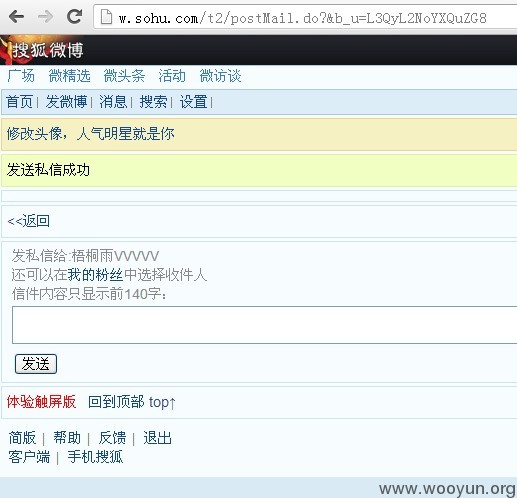 w.sohu.com/t2/postMail.do?&b_u=L3QyL2NoYXQuZG8
搜狐微博
广场 微精选 微头条 活动 微访谈
首页| 发微博| 消息| 搜索| 设置|
修改头像，人气明星就是你
发送私信成功
<<返回
发私信给:梧桐雨VVVVV
还可以在我的粉丝中选择收件人
信件内容只显示前140字：
发送
体验触屏版 回到顶部 top↑
简版| 帮助| 反馈| 退出
客户端| 手机搜狐
www.wooyun.org